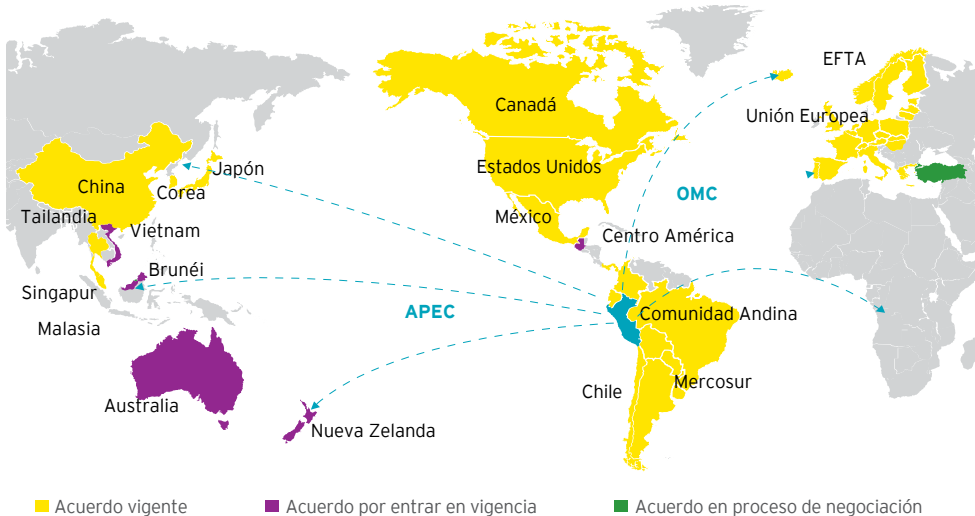 EFTA
Canadá
Unión Europea
Japón
Estados Unidos
China
Corea
OMC
Tailandia
México
Vietnam
Centro América
Brunéi
Singapur
APEC
Comunidad Andina
Malasia
Mercosur
Chile
Australia
Nueva Zelanda
Acuerdo vigente
Acuerdo por entrar en vigencia
Acuerdo en proceso de negociación